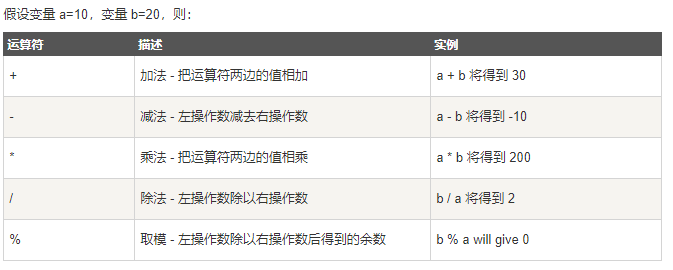 假设变量 a=10，变量 b=20，则：
运算符 描述 实例
+ 加法 - 把运算符两边的值相加 a + b 将得到 30
- 减法 - 左操作数减去右操作数 a - b 将得到 -10
* 乘法 - 把运算符两边的值相乘 a * b 将得到 200
/ 除法 - 左操作数除以右操作数 b / a 将得到 2
% 取模 - 左操作数除以右操作数后得到的余数 b % a will give 0